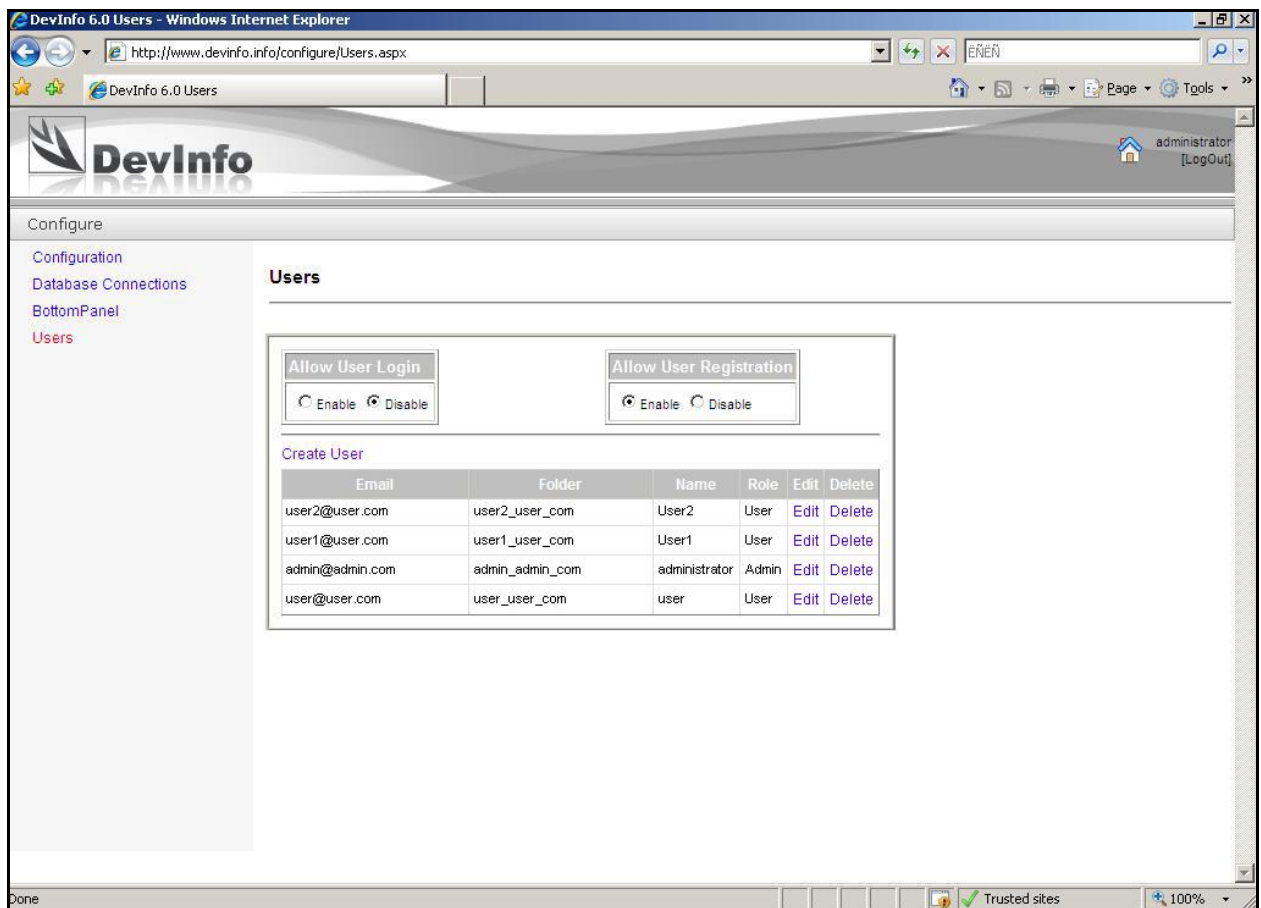 DevInfo 6.0 Users - Windows Internet Explorer
http://www.devinfo.info/configure/Users.aspx
ËÑËÑ
DevInfo 6.0 Users
Page
Tools
»
DevInfo
administrator
[LogOut]
Configure
Configuration
Database Connections
BottomPanel
Users
Users
Allow User Login
Allow User Registration
Enable Disable
Enable Disable
Create User
Email Folder Name Role Edit Delete
user2@user.com user2_user_com User2 User Edit Delete
user1@user.com user1_user_com User1 User Edit Delete
admin@admin.com admin_admin_com administrator Admin Edit Delete
user@user.com user_user_com user User Edit Delete
Done
Trusted sites
100%